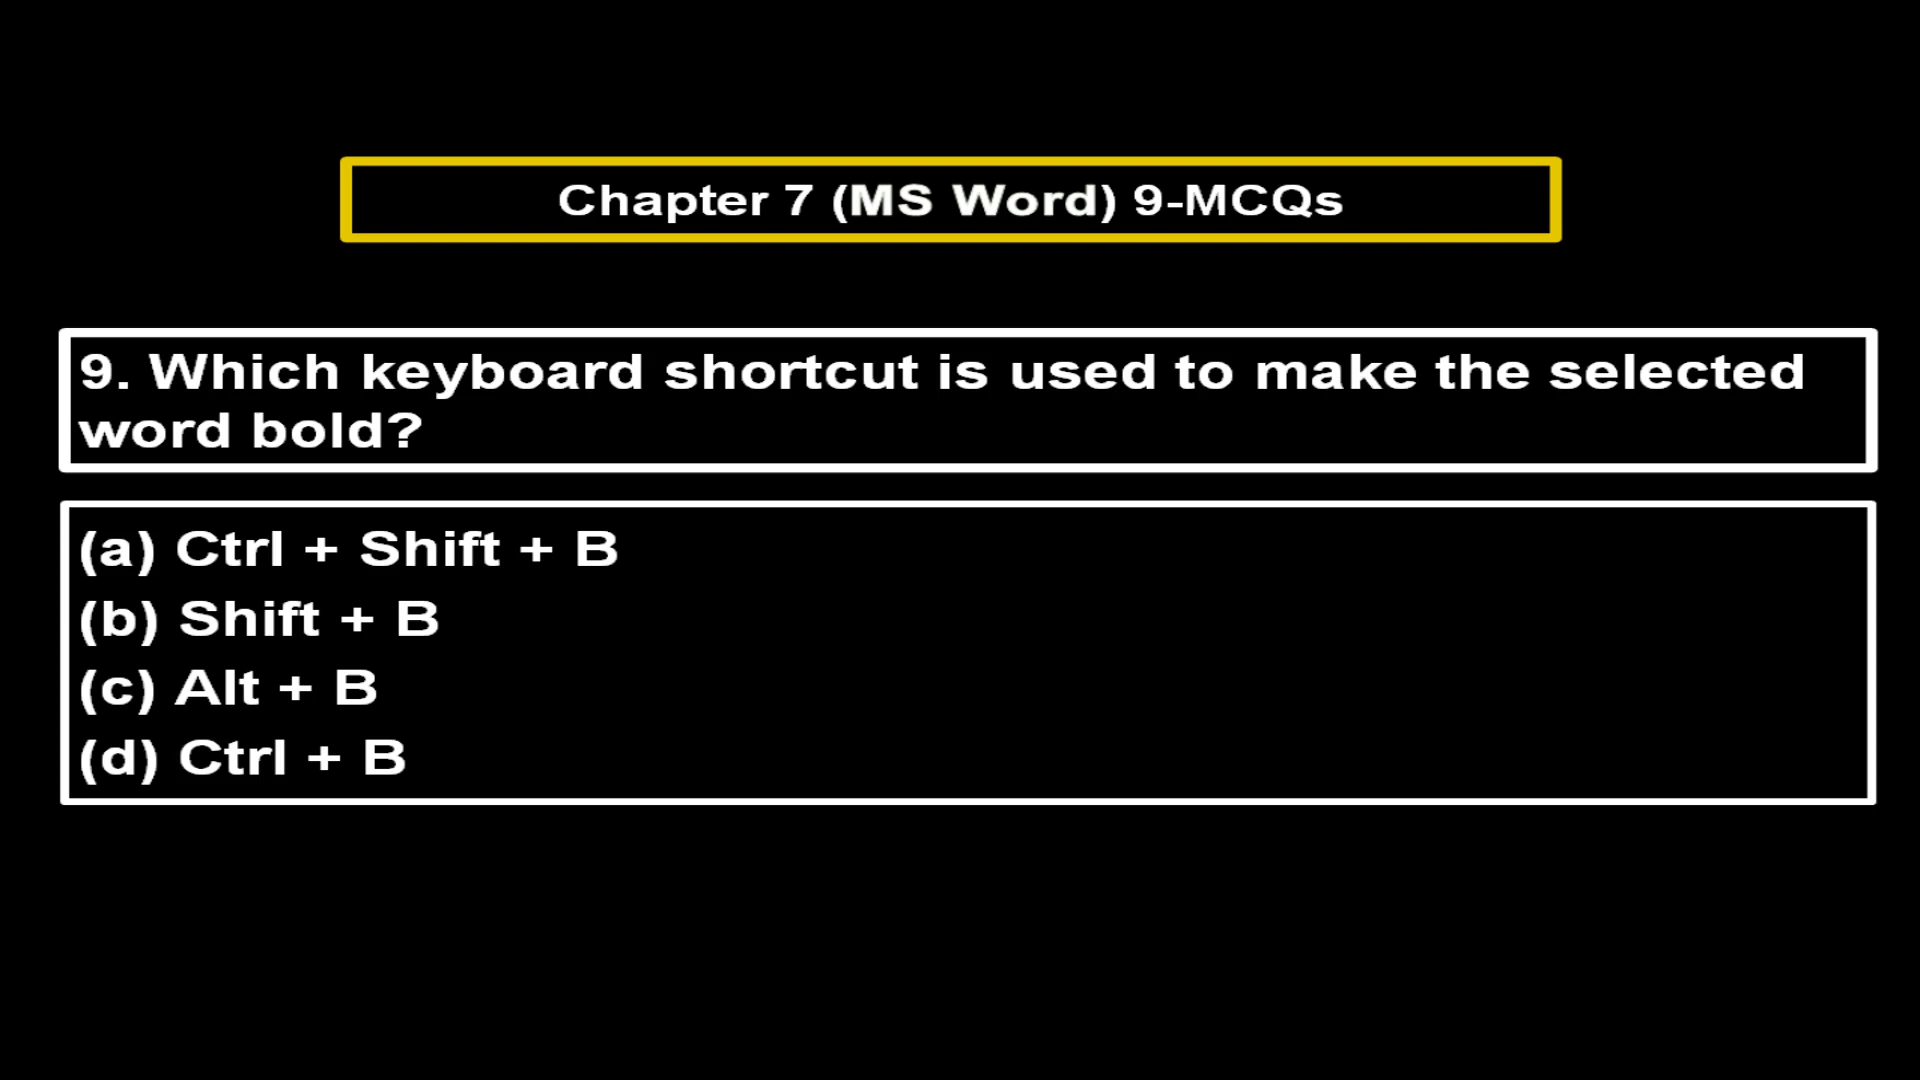 Chapter 7 (MS Word) 9-MCQs
9. Which keyboard shortcut is used to make the selected
word bold?
(a) Ctrl + Shift + B
(b) Shift + B
(c) Alt + B
(d) Ctrl + B